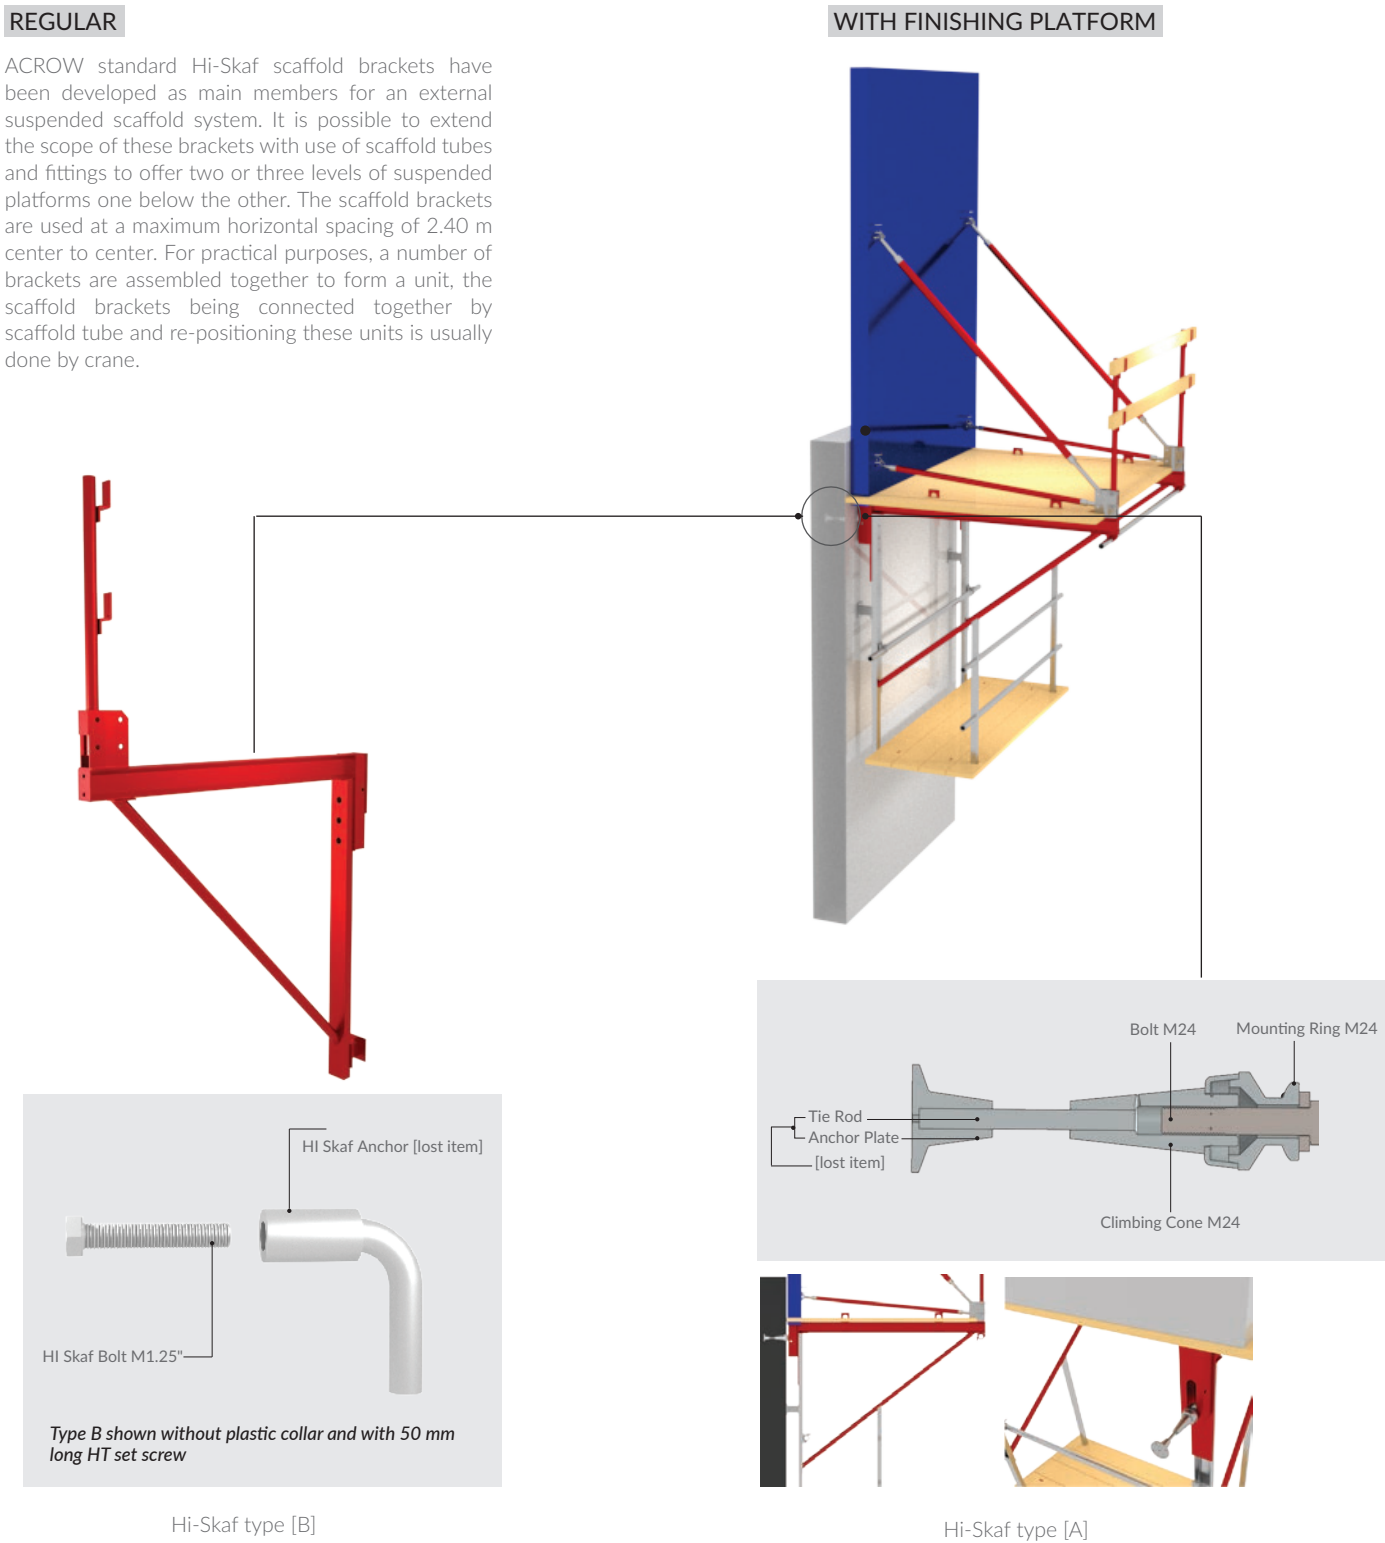 REGULAR
ACROW standard Hi-Skaf scaffold brackets have
been developed as main members for an external
suspended scaffold system. It is possible to extend
the scope of these brackets with use of scaffold tubes
and fittings to offer two or three levels of suspended
platforms one below the other. The scaffold brackets
are used at a maximum horizontal spacing of 2.40 m
center to center. For practical purposes, a number of
brackets are assembled together to form a unit, the
scaffold brackets being connected together by
scaffold tube and re-positioning these units is usually
done by crane.
HI Skaf Anchor [lost item]
HI Skaf Bolt M1.25"
Type B shown without plastic collar and with 50 mm
long HT set screw
Hi-Skaf type [B]
WITH FINISHING PLATFORM
Bolt M24
Mounting Ring M24
Tie Rod
Anchor Plate
[lost item]
Climbing Cone M24
Hi-Skaf type [A]